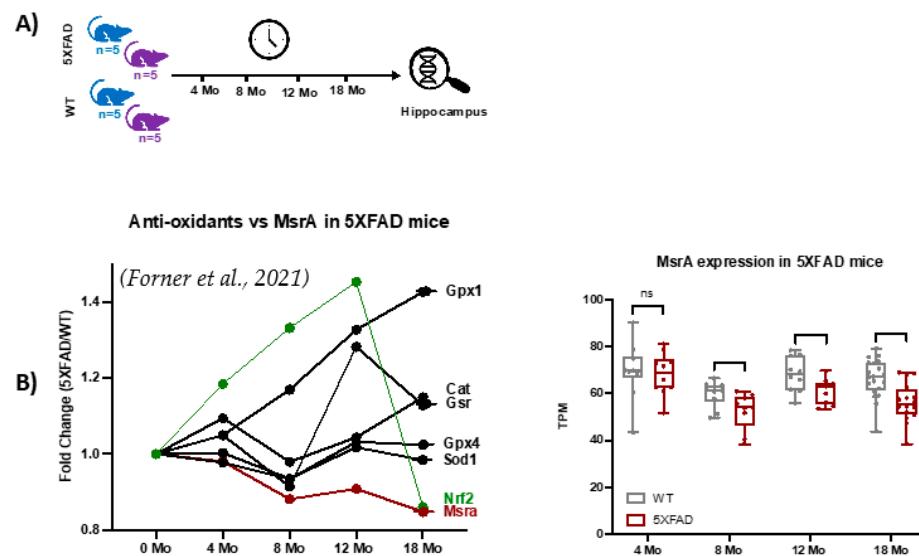 A)
5XFAD
n=5
n=5
WT
n=5
n=5
4 Mo 8 Mo 12 Mo 18 Mo
Hippocampus
B)
Anti-oxidants vs MsrA in 5XFAD mice
(Forner et al., 2021)
Fold Change (5XFAD/WT)
1.4
1.2
1.0
0.8
0 Mo 4 Mo 8 Mo 12 Mo 18 Mo
Gpx1
Cat
Gsr
Gpx4
Sod1
Nrf2
Msra
MsrA expression in 5XFAD mice
TPM
100
80
60
40
20
0
ns
WT
5XFAD
4 Mo 8 Mo 12 Mo 18 Mo